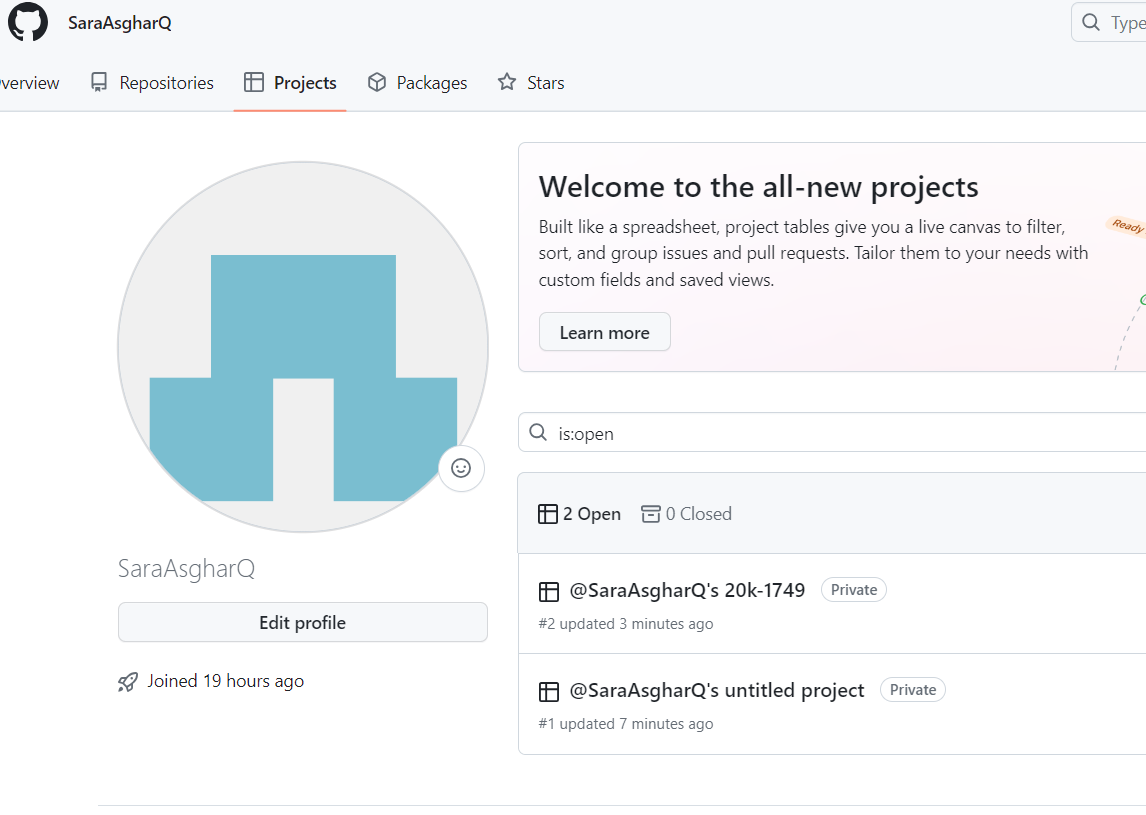 SaraAsgharQ
Type
verview Repositories Projects Packages Stars
Welcome to the all-new projects
Built like a spreadsheet, project tables give you a live canvas to filter,
sort, and group issues and pull requests. Tailor them to your needs with
custom fields and saved views.
Ready
Learn more
is:open
2 Open 0 Closed
SaraAsgharQ
Edit profile
Joined 19 hours ago
@SaraAsgharQ's 20k-1749 Private
#2 updated 3 minutes ago
@SaraAsgharQ's untitled project Private
#1 updated 7 minutes ago